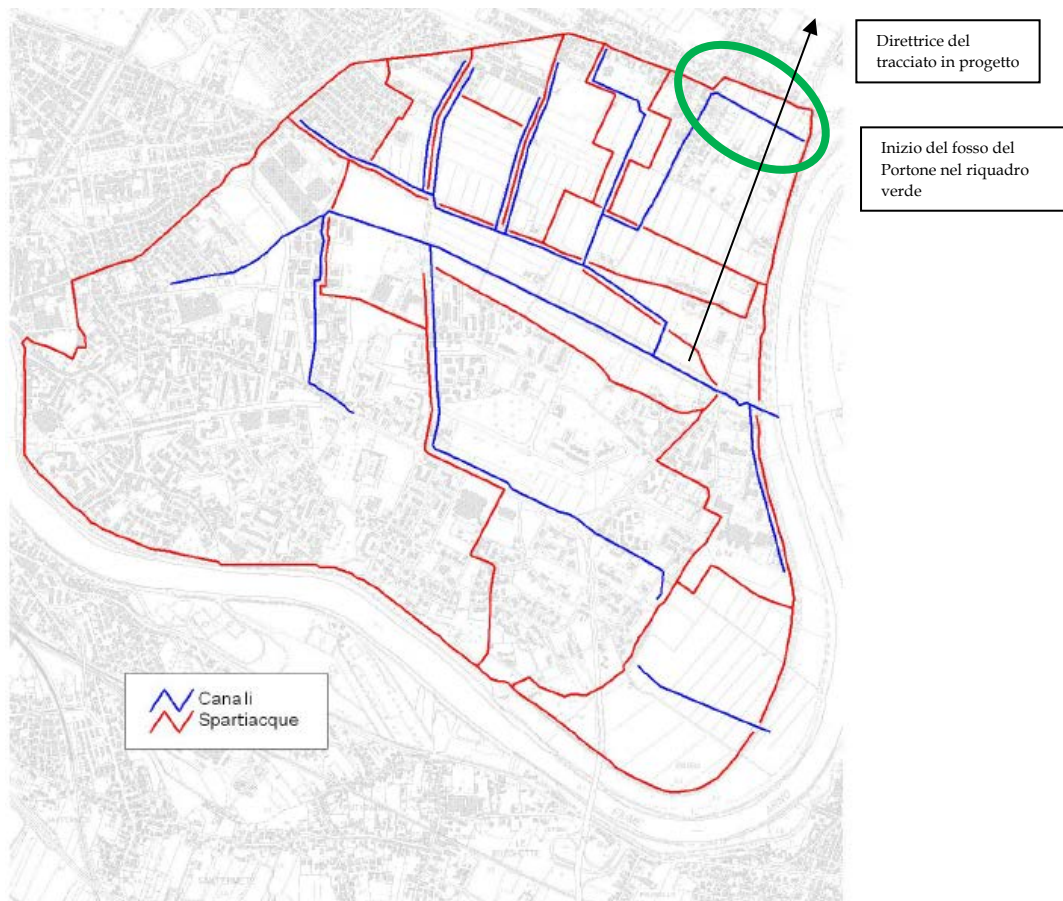 Direttrice del
tracciato in progetto
Inizio del fosso del
Portone nel riquadro
verde
Canali
Spartiacque